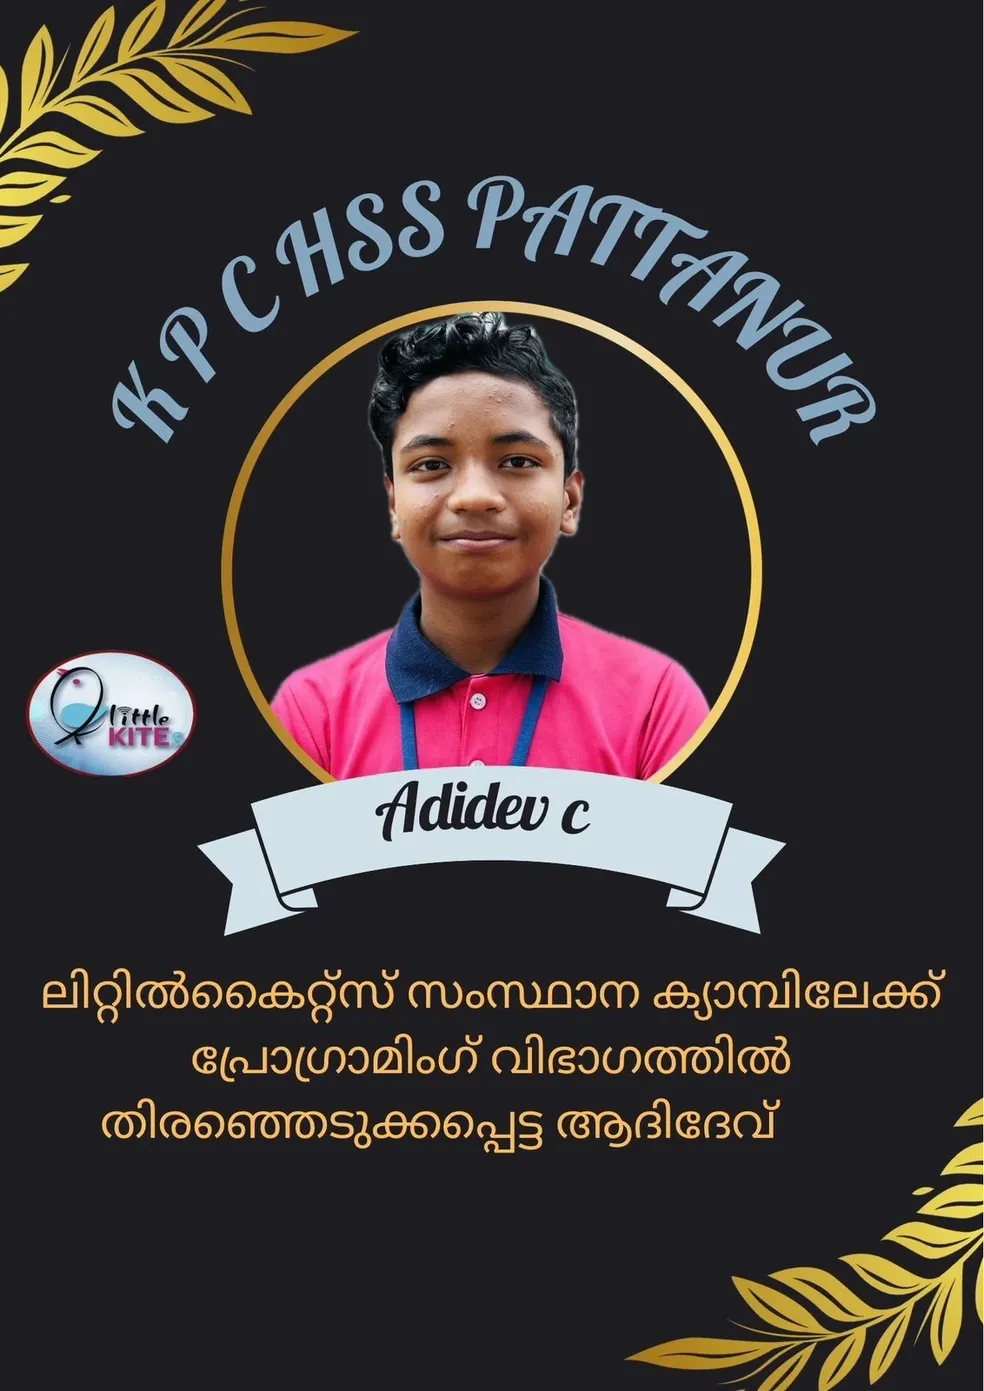 K P C HSS PATTANUR
little
KITEs
Adidev c
ലിറ്റിൽകൈറ്റ്സ് സംസ്ഥാന ക്യാമ്പിലേക്ക്
പ്രോഗ്രാമിംഗ് വിഭാഗത്തിൽ
തിരഞ്ഞെടുക്കപ്പെട്ട ആദിദേവ്